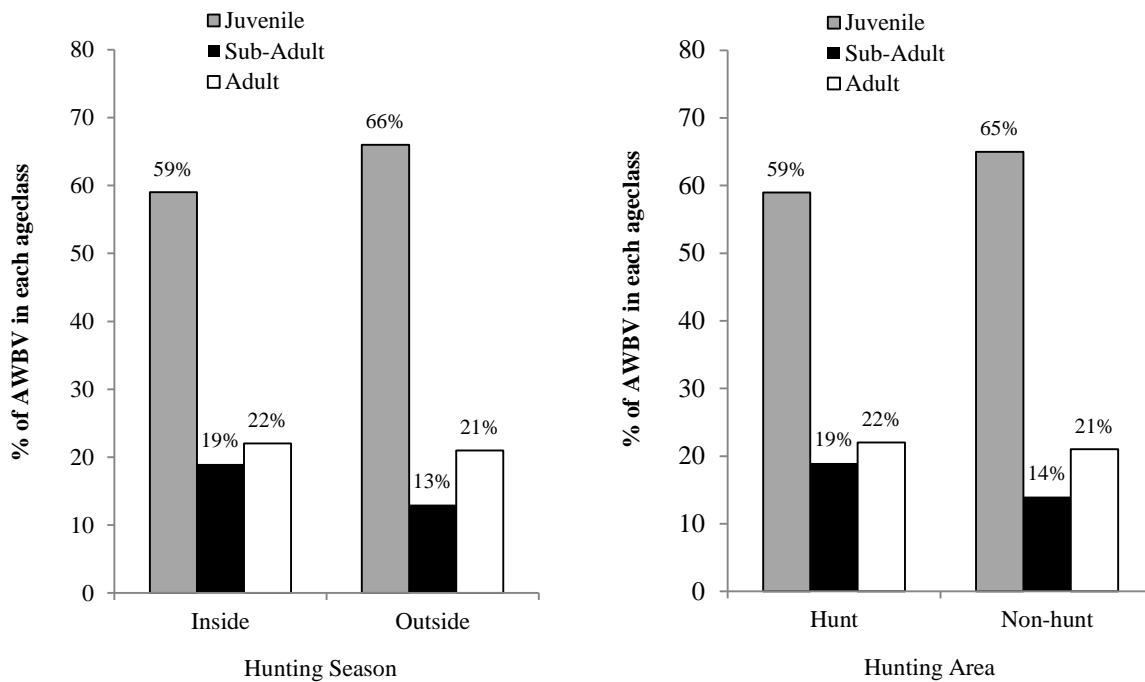 Juvenile
Sub-Adult
Adult
% of AWBV in each ageclass
80
70
60
50
40
30
20
10
0
59%
19%
22%
66%
13%
21%
Inside
Outside
Hunting Season
Juvenile
Sub-Adult
Adult
% of AWBV in each ageclass
80
70
60
50
40
30
20
10
0
59%
19%
22%
65%
14%
21%
Hunt
Non-hunt
Hunting Area